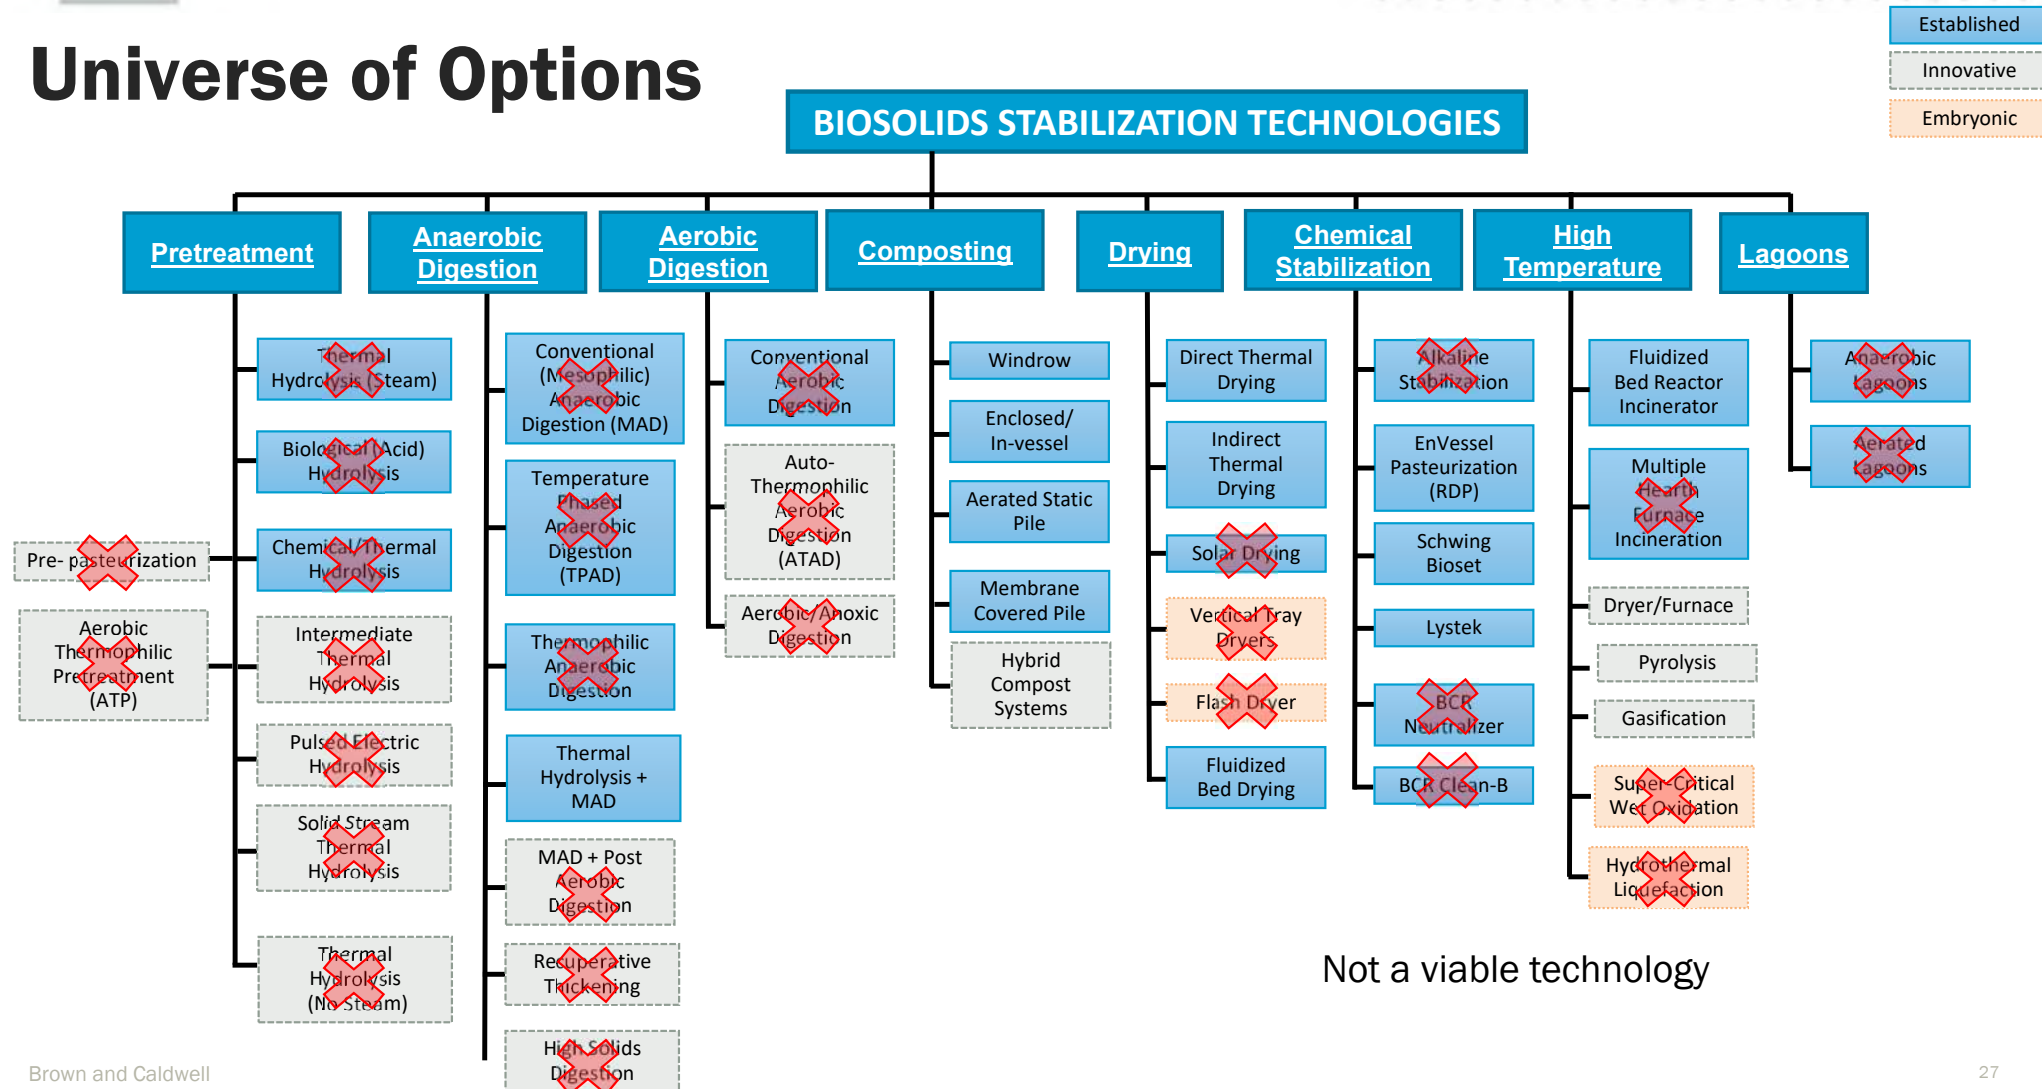 Established
Innovative
Embryonic
Universe of Options
BIOSOLIDS STABILIZATION TECHNOLOGIES
Pretreatment
Thermal
Hydrolysis (Steam)
Biological (Acid)
Hydrolysis
Chemical/Thermal
Hydrolysis
Pre- pasteurization
Intermediate
Thermal
Hydrolysis
Aerobic
Thermophilic
Pretreatment
(ATP)
Pulsed Electric
Hydrolysis
Solid Stream
Thermal
Hydrolysis
Thermal
Hydrolysis
(No Steam)
Anaerobic
Digestion
Conventional
(Mesophilic)
Anaerobic
Digestion (MAD)
Temperature
Phased
Anaerobic
Digestion
(TPAD)
Thermophilic
Anaerobic
Digestion
Thermal
Hydrolysis +
MAD
MAD + Post
Aerobic
Digestion
Recuperative
Thickening
High Solids
Digestion
Aerobic
Digestion
Conventional
Aerobic
Digestion
Auto-
Thermophilic
Aerobic
Digestion
(ATAD)
Aerobic/Anoxic
Digestion
Composting
Windrow
Enclosed/
In-vessel
Aerated Static
Pile
Membrane
Covered Pile
Hybrid
Compost
Systems
Drying
Direct Thermal
Drying
Indirect
Thermal
Drying
Solar Drying
Vertical Tray
Dryers
Flash Dryer
Fluidized
Bed Drying
Chemical
Stabilization
Alkaline
Stabilization
EnVessel
Pasteurization
(RDP)
Schwing
Bioset
Lystek
BCR
Neutralizer
BCR Clean-B
High
Temperature
Fluidized
Bed Reactor
Incinerator
Multiple
Hearth
Furnace
Incineration
Dryer/Furnace
Pyrolysis
Gasification
Super-Critical
Wet Oxidation
Hydrothermal
Liquefaction
Lagoons
Anaerobic
Lagoons
Aerated
Lagoons
Not a viable technology
Brown and Caldwell
27